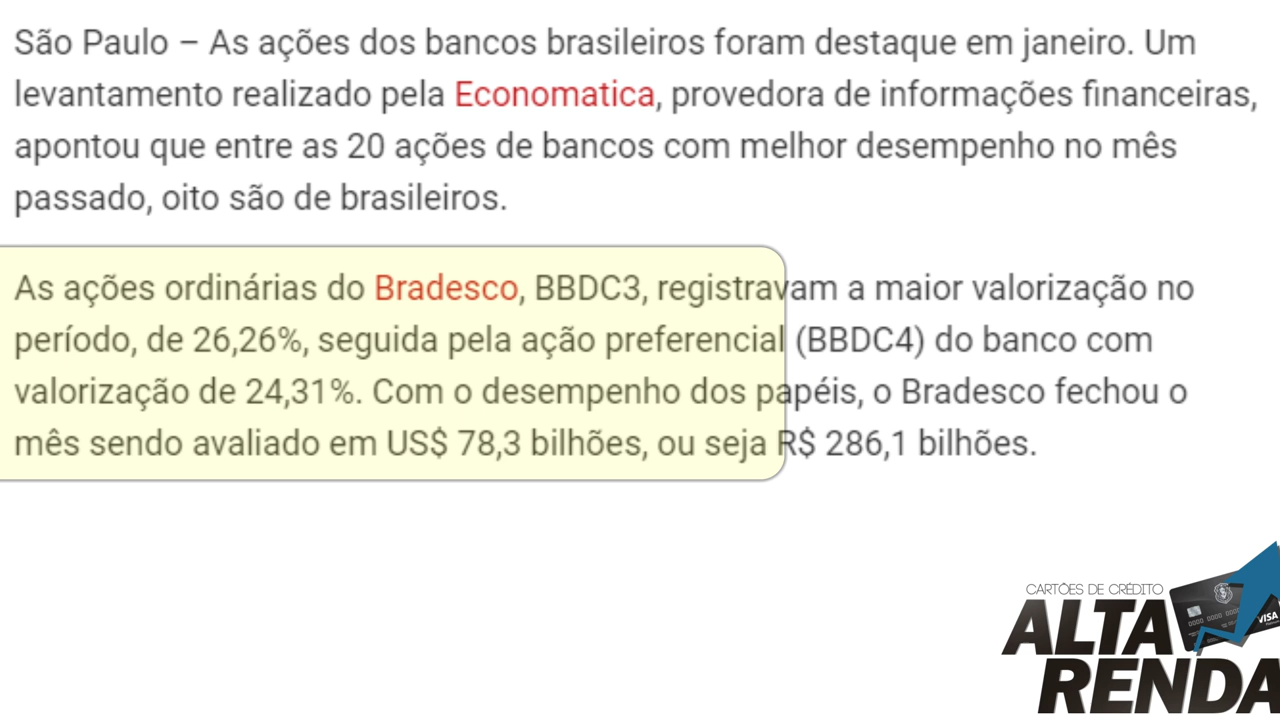 São Paulo – As ações dos bancos brasileiros foram destaque em janeiro. Um
levantamento realizado pela Economatica, provedora de informações financeiras,
apontou que entre as 20 ações de bancos com melhor desempenho no mês
passado, oito são de brasileiros.
As ações ordinárias do Bradesco, BBDC3, registravam a maior valorização no
período, de 26,26%, seguida pela ação preferencial (BBDC4) do banco com
valorização de 24,31%. Com o desempenho dos papéis, o Bradesco fechou o
mês sendo avaliado em US$ 78,3 bilhões, ou seja R$ 286,1 bilhões.
CARTÕES DE CRÉDITO
ALTA
RENDA
VISA